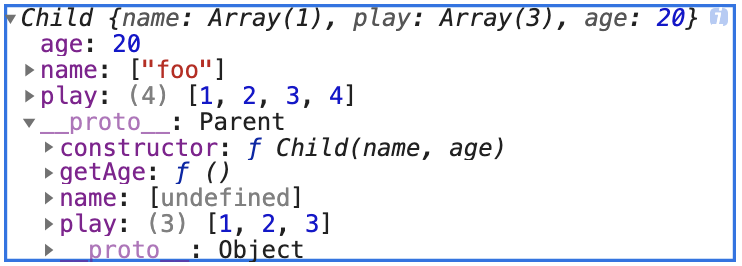 Child {name: Array(1), play: Array(3), age: 20} i
age: 20
name: ["foo"]
play: (4) [1, 2, 3, 4]
__proto__: Parent
constructor: ƒ Child(name, age)
getAge: ƒ ()
name: [undefined]
play: (3) [1, 2, 3]
__proto__: Object